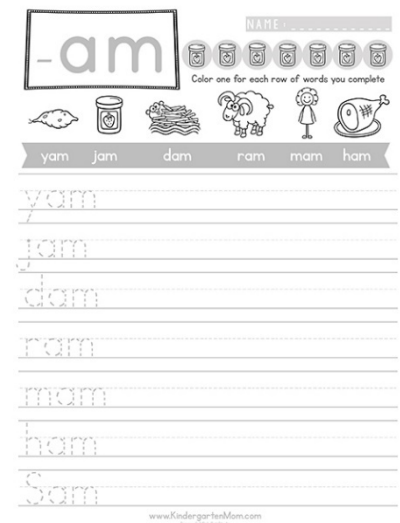 -am
NAME:
Color one for each row of words you complete
yam jam dam ram mam ham
yam
jam
dam
ram
mam
ham
Sam
www.KindergartenMom.com